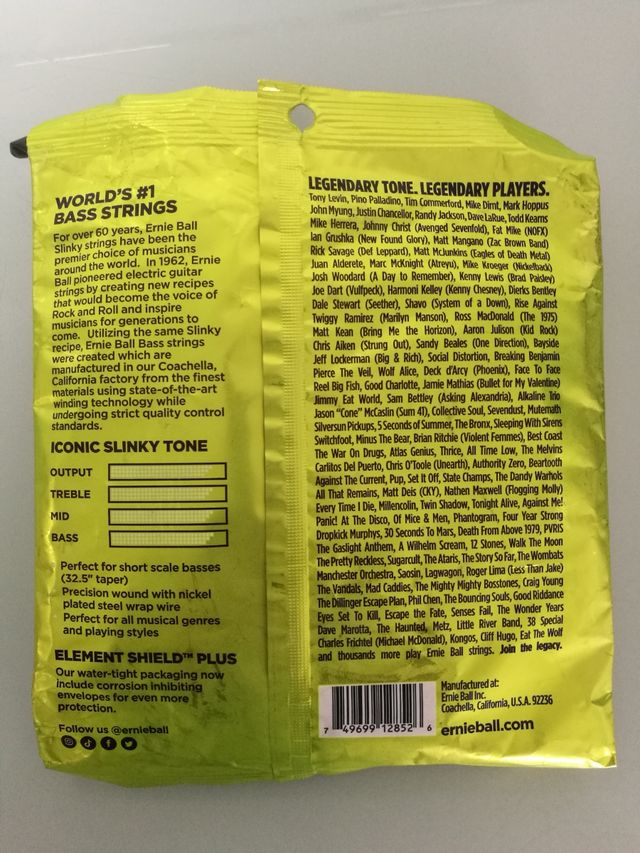 WORLD'S #1
BASS STRINGS
For over 60 years, Ernie Ball
Slinky strings have been the
premier choice of musicians
around the world. In 1962, Ernie
Ball pioneered electric guitar
strings by creating new recipes
that would become the voice of
Rock and Roll and inspire
musicians for generations to
come. Utilizing the same Slinky
recipe, Ernie Ball Bass strings
were created which are
manufactured in our Coachella,
California factory from the finest
materials using state-of-the-art
winding technology while
undergoing strict quality control
standards.
ICONIC SLINKY TONE
OUTPUT
TREBLE
MID
BASS
Perfect for short scale basses
(32.5" taper)
Precision wound with nickel
plated steel wrap wire
Perfect for all musical genres
and playing styles
ELEMENT SHIELD™ PLUS
Our water-tight packaging now
include corrosion inhibiting
envelopes for even more
protection.
Follow us @ernieball
LEGENDARY TONE. LEGENDARY PLAYERS.
Tony Levin, Pino Palladino, Tim Commerford, Mike Dirnt, Mark Hoppus
John Myung, Justin Chancellor, Randy Jackson, Dave LaRue, Todd Kearns
Mike Herrera, Johnny Christ (Avenged Sevenfold), Fat Mike (NOFX)
Ian Grushka (New Found Glory), Matt Mangano (Zac Brown Band)
Rick Savage (Def Leppard), Matt McJunkins (Eagles of Death Metal)
Juan Alderete, Marc McKnight (Atreyu), Mike Kroeger (Nickelback)
Josh Woodard (A Day to Remember), Kenny Lewis (Brad Paisley)
Joe Dart (Vulfpeck), Harmoni Kelley (Kenny Chesney), Dierks Bentley
Dale Stewart (Seether), Shavo (System of a Down), Rise Against
Twiggy Ramirez (Marilyn Manson), Ross MacDonald (The 1975)
Matt Kean (Bring Me the Horizon), Aaron Julison (Kid Rock)
Chris Aiken (Strung Out), Sandy Beales (One Direction), Bayside
Jeff Lockerman (Big & Rich), Social Distortion, Breaking Benjamin
Pierce The Veil, Wolf Alice, Deck d'Arcy (Phoenix), Face To Face
Reel Big Fish, Good Charlotte, Jamie Mathias (Bullet for My Valentine)
Jimmy Eat World, Sam Bettley (Asking Alexandria), Alkaline Trio
Jason "Cone" McCaslin (Sum 41), Collective Soul, Sevendust, Mutemath
Silversun Pickups, 5 Seconds of Summer, The Bronx, Sleeping With Sirens
Switchfoot, Minus The Bear, Brian Ritchie (Violent Femmes), Best Coast
The War On Drugs, Atlas Genius, Thrice, All Time Low, The Melvins
Carlitos Del Puerto, Chris O'Toole (Unearth), Authority Zero, Beartooth
Against The Current, Pup, Set It Off, State Champs, The Dandy Warhols
All That Remains, Matt Deis (CKY), Nathen Maxwell (Flogging Molly)
Every Time I Die, Millencolin, Twin Shadow, Tonight Alive, Against Me!
Panic! At The Disco, Of Mice & Men, Phantogram, Four Year Strong
Dropkick Murphys, 30 Seconds To Mars, Death From Above 1979, PVRIS
The Gaslight Anthem, A Wilhelm Scream, 12 Stones, Walk The Moon
The Pretty Reckless, Sugarcult, The Ataris, The Story So Far, The Wombats
Manchester Orchestra, Saosin, Lagwagon, Roger Lima (Less Than Jake)
The Vandals, Mad Caddies, The Mighty Mighty Bosstones, Craig Young
The Dillinger Escape Plan, Phil Chen, The Bouncing Souls, Good Riddance
Eyes Set To Kill, Escape the Fate, Senses Fail, The Wonder Years
Dave Marotta, The Haunted, Metz, Little River Band, 38 Special
Charles Frichtel (Michael McDonald), Kongos, Cliff Hugo, Eat The Wolf
and thousands more play Ernie Ball strings. Join the legacy.
7 49699 12852 6
Manufactured at:
Ernie Ball Inc.
Coachella, California, U.S.A. 92236
ernieball.com